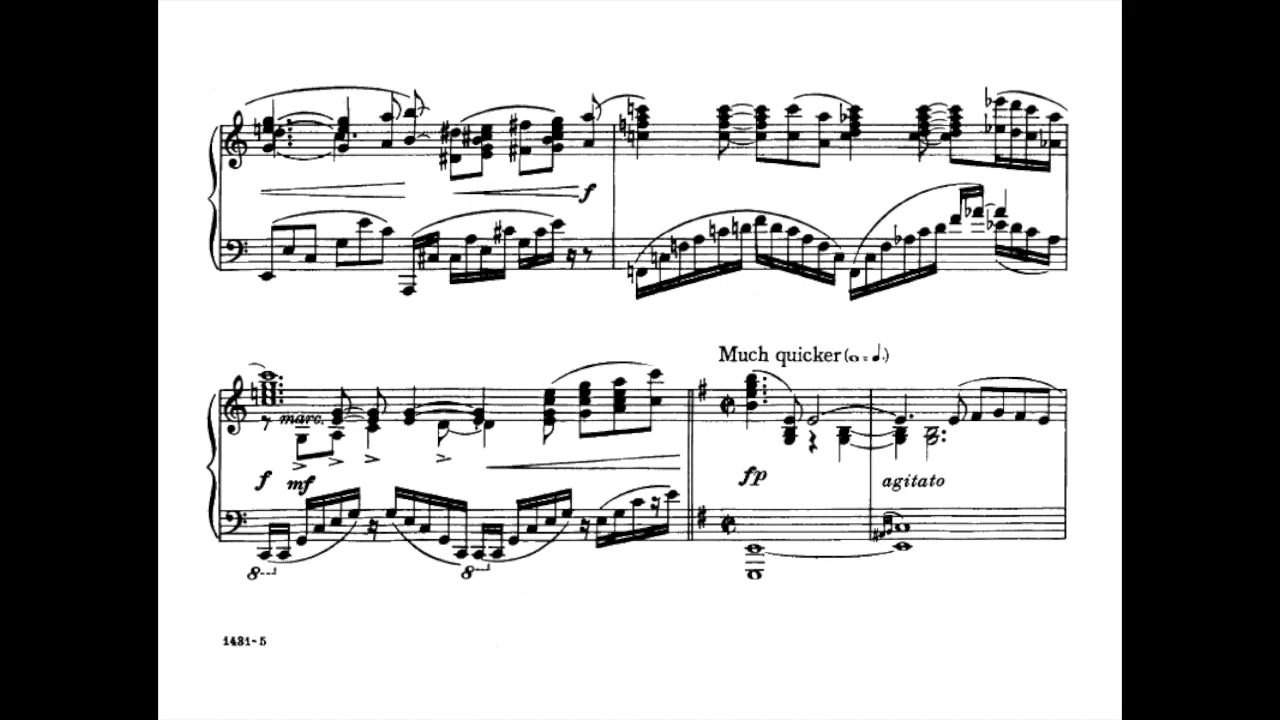 f
Much quicker (𝅝 = 𝅘𝅥.)
marc.
f mf
fp
agitato
8 8
1431-5